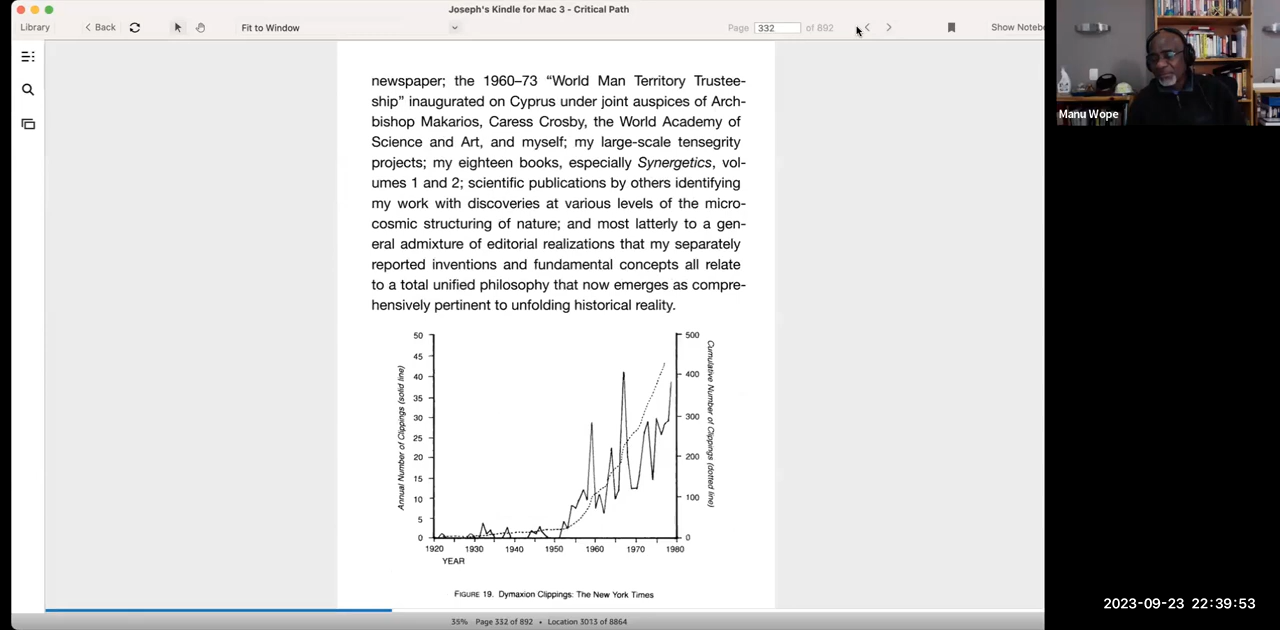 Joseph's Kindle for Mac 3 - Critical Path
Library
Back
Fit to Window
Page 332 of 892
Show Notebo
newspaper; the 1960–73 “World Man Territory Trustee-
ship” inaugurated on Cyprus under joint auspices of Arch-
bishop Makarios, Caress Crosby, the World Academy of
Science and Art, and myself; my large-scale tensegrity
projects; my eighteen books, especially Synergetics, vol-
umes 1 and 2; scientific publications by others identifying
my work with discoveries at various levels of the micro-
cosmic structuring of nature; and most latterly to a gen-
eral admixture of editorial realizations that my separately
reported inventions and fundamental concepts all relate
to a total unified philosophy that now emerges as compre-
hensively pertinent to unfolding historical reality.
Annual Number of Clippings (solid line)
50
45
40
35
30
25
20
15
10
5
0
500
400
300
200
100
0
Cumulative Number of Clippings (dotted line)
1920 1930 1940 1950 1960 1970 1980
YEAR
FIGURE 19. Dymaxion Clippings: The New York Times
35% Page 332 of 892 • Location 3013 of 8864
Manu Wope
2023-09-23 22:39:53